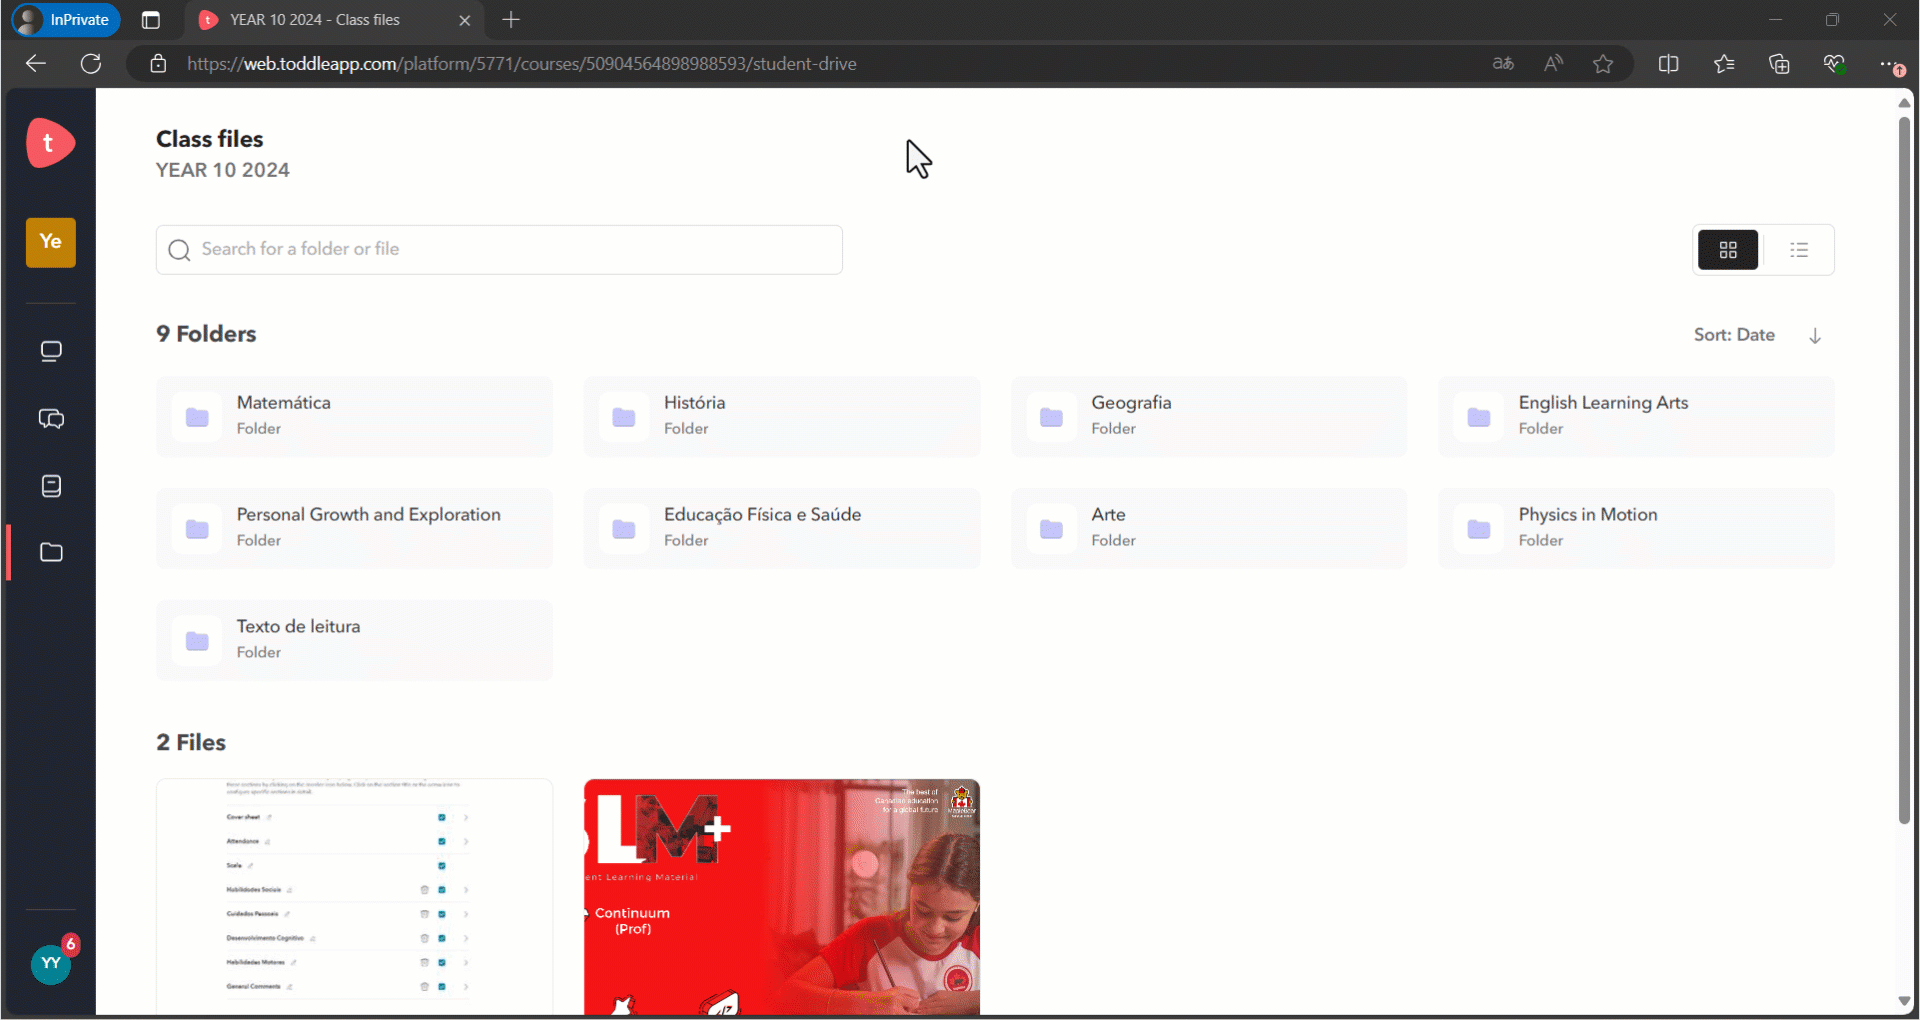 InPrivate
YEAR 10 2024 - Class files
https://web.toddleapp.com/platform/5771/courses/50904564898988593/student-drive
t
Ye
Class files
YEAR 10 2024
Search for a folder or file
9 Folders
Sort: Date
Matemática
Folder
História
Folder
Geografia
Folder
English Learning Arts
Folder
Personal Growth and Exploration
Folder
Educação Física e Saúde
Folder
Arte
Folder
Physics in Motion
Folder
Texto de leitura
Folder
2 Files
Cover sheet
Attendance
Scale
Habilidades Sociais
Cuidados Pessoais
Desenvolvimento Cognitivo
Habilidades Motores
General Comments
The best of
Canadian education
for a global future
LM+
Learning Material
Continuum
(Prof)
6
YY